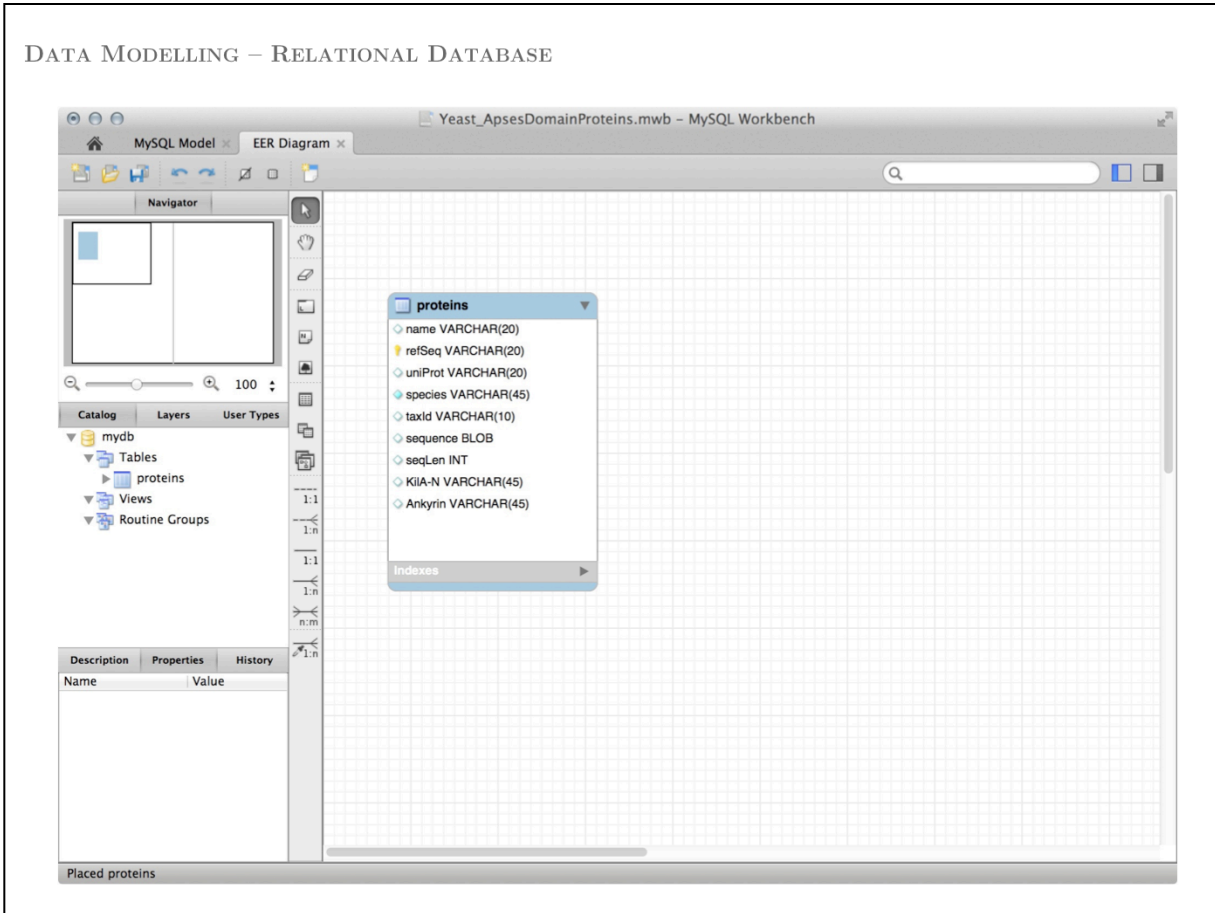 DATA MODELLING – RELATIONAL DATABASE
Yeast_ApsesDomainProteins.mwb – MySQL Workbench
MySQL Model
EER Diagram
Navigator
100
Catalog
Layers
User Types
mydb
Tables
proteins
Views
Routine Groups
1:1
1:n
1:1
1:n
n:m
1:n
proteins
name VARCHAR(20)
refSeq VARCHAR(20)
uniProt VARCHAR(20)
species VARCHAR(45)
taxId VARCHAR(10)
sequence BLOB
seqLen INT
KilA-N VARCHAR(45)
Ankyrin VARCHAR(45)
Indexes
Description
Properties
History
Name
Value
Placed proteins